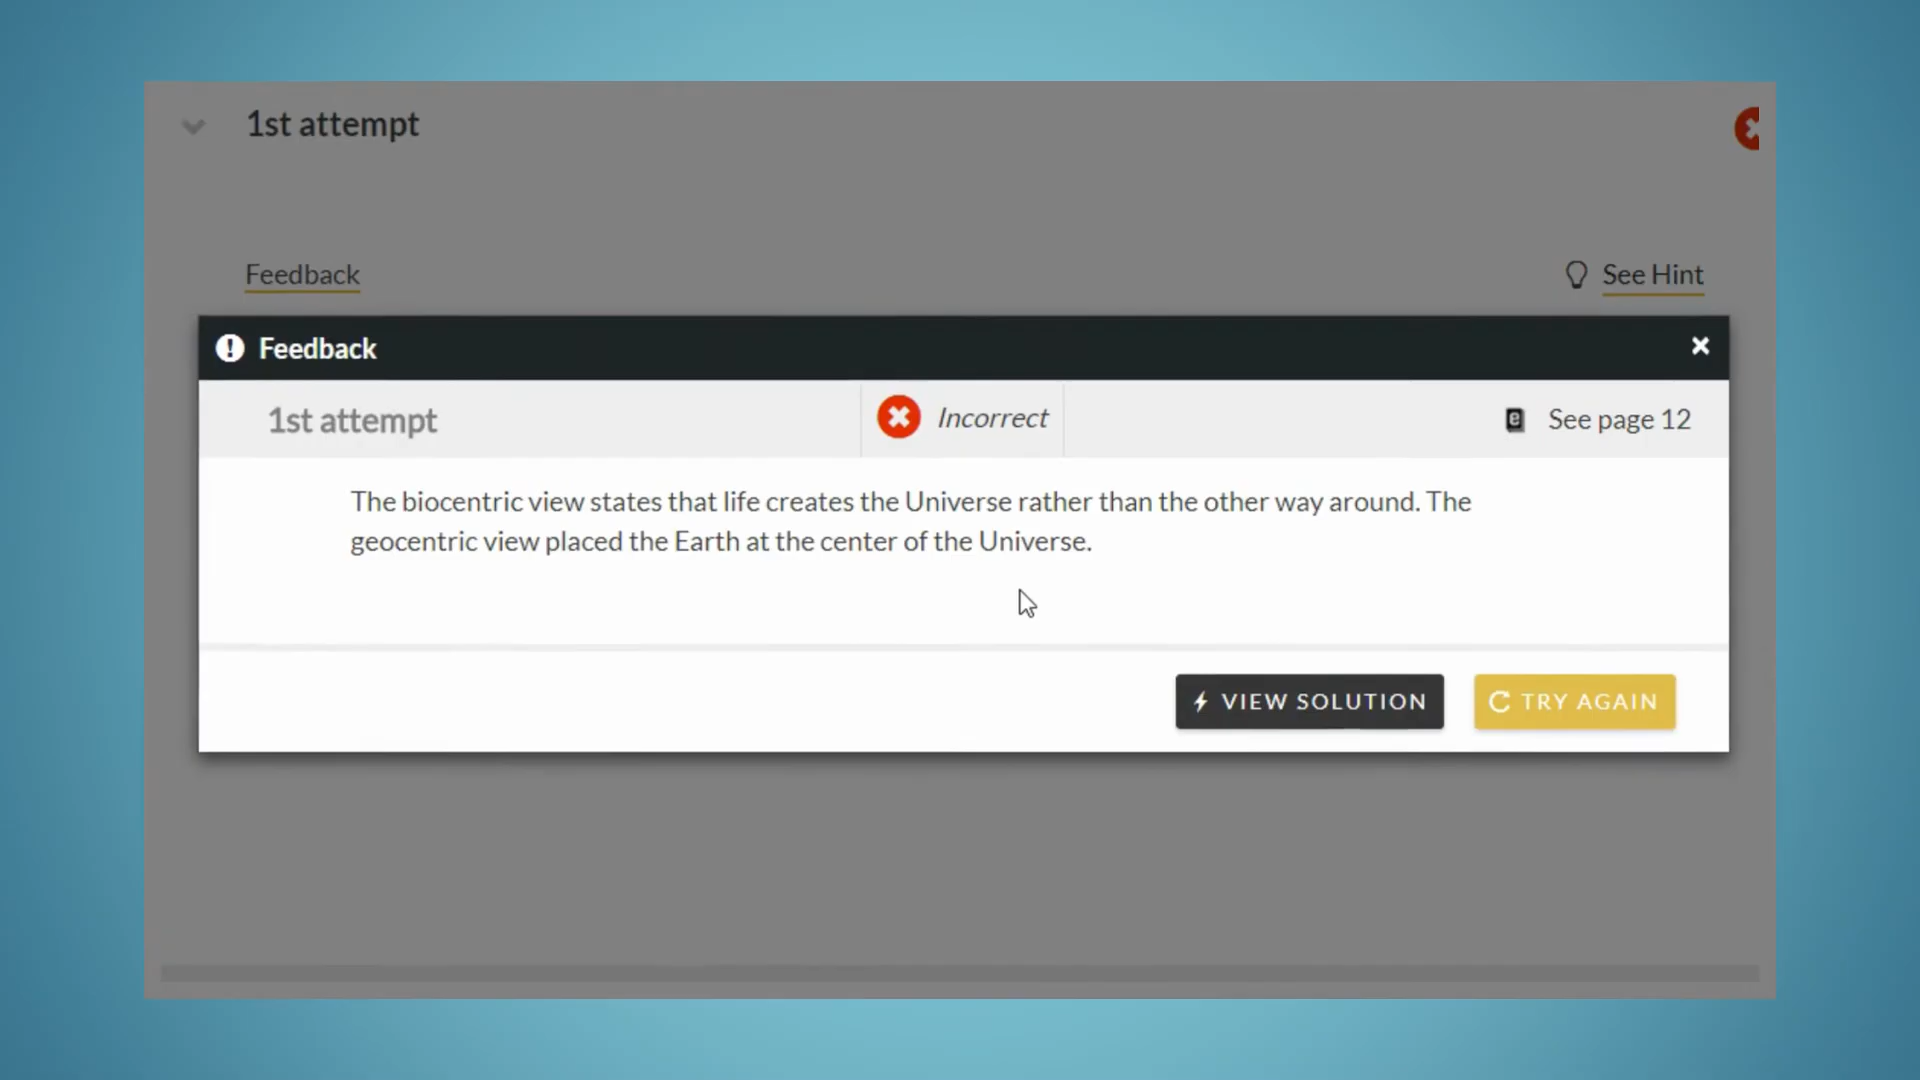 1st attempt
Feedback
See Hint
Feedback
1st attempt
Incorrect
See page 12
The biocentric view states that life creates the Universe rather than the other way around. The
geocentric view placed the Earth at the center of the Universe.
VIEW SOLUTION
TRY AGAIN